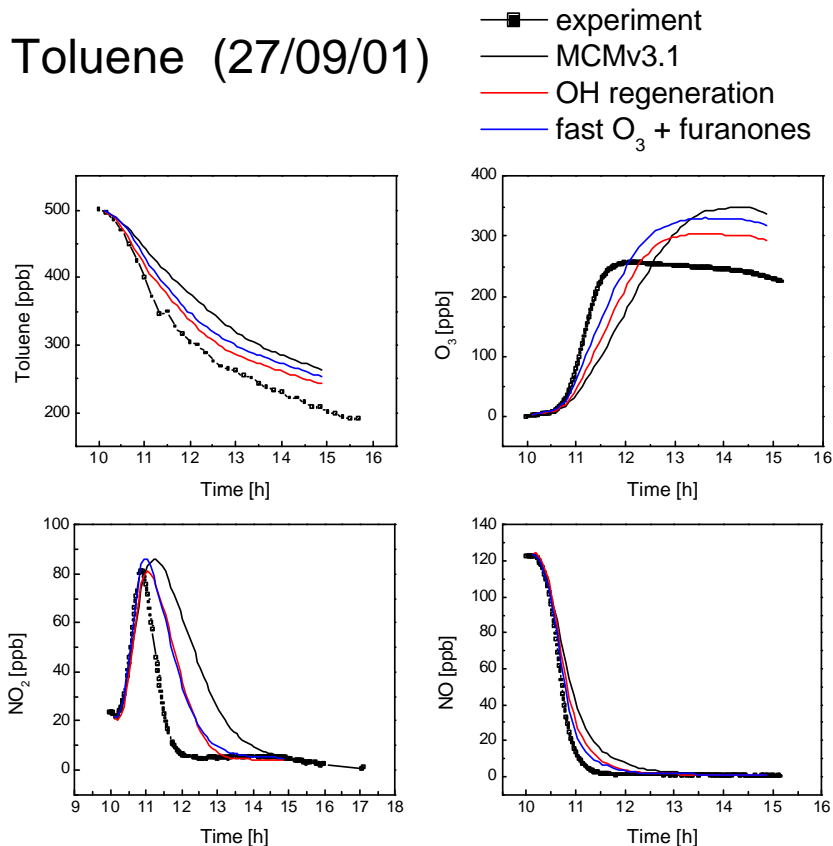 Toluene (27/09/01)
experiment
MCMv3.1
OH regeneration
fast O₃ + furanones
Toluene [ppb]
500
400
300
200
10 11 12 13 14 15 16
Time [h]
O₃ [ppb]
400
350
300
250
200
150
100
50
0
10 11 12 13 14 15 16
Time [h]
NO₂ [ppb]
100
80
60
40
20
0
9 10 11 12 13 14 15 16 17 18
Time [h]
NO [ppb]
140
120
100
80
60
40
20
0
10 11 12 13 14 15 16
Time [h]